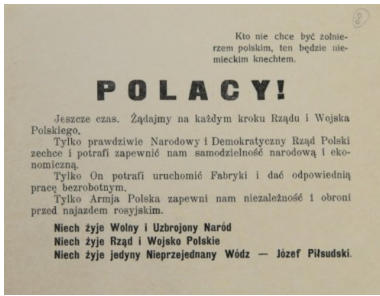 8
Kto nie chce być żołnie-
rzem polskim, ten będzie nie-
mieckim knechtem.
POLACY!
Jeszcze czas. Żądajmy na każdym kroku Rządu i Wojska
Polskiego.
Tylko prawdziwie Narodowy i Demokratyczny Rząd Polski
zechce i potrafi zapewnić nam samodzielność narodową i eko-
nomiczną.
Tylko On potrafi uruchomić Fabryki i dać odpowiednią
pracę bezrobotnym.
Tylko Armja Polska zapewni nam niezależność i obroni
przed najazdem rosyjskim.
Niech żyje Wolny i Uzbrojony Naród
Niech żyje Rząd i Wojsko Polskie
Niech żyje jedyny Nieprzejednany Wódz — Józef Piłsudski.